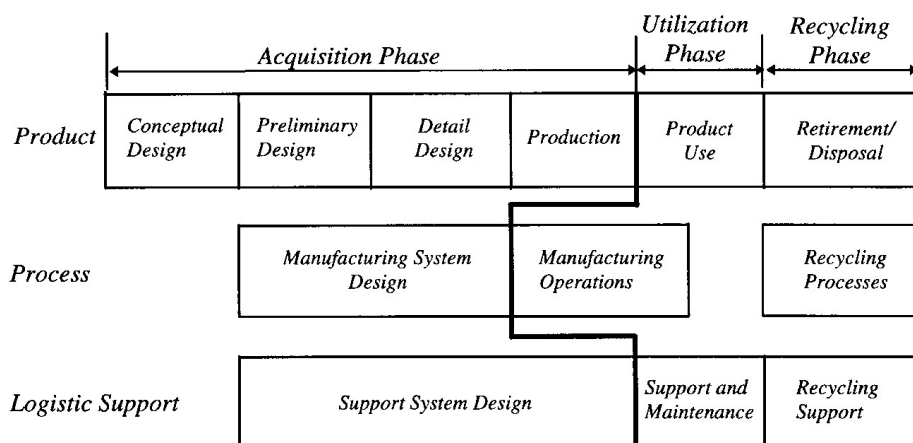 Utilization Recycling
Acquisition Phase Phase Phase
Product Conceptual Design Preliminary Design Detail Design Production Product Use Retirement/ Disposal
Process Manufacturing System Design Manufacturing Operations Recycling Processes
Logistic Support Support System Design Support and Maintenance Recycling Support